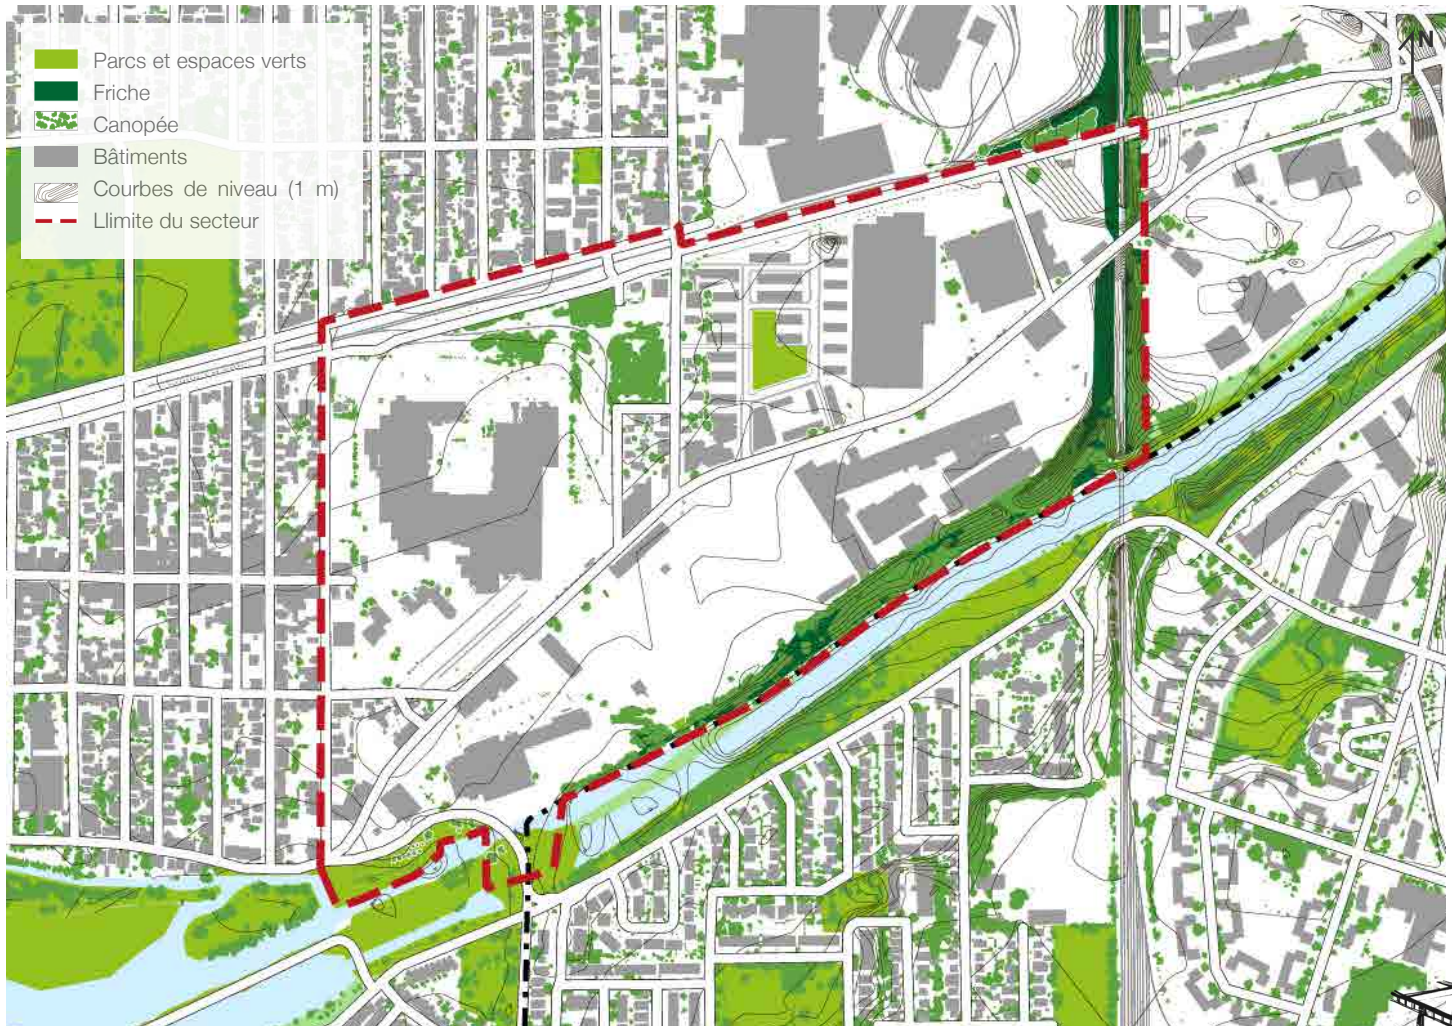 Parcs et espaces verts
Friche
Canopée
Bâtiments
Courbes de niveau (1 m)
Llimite du secteur
N